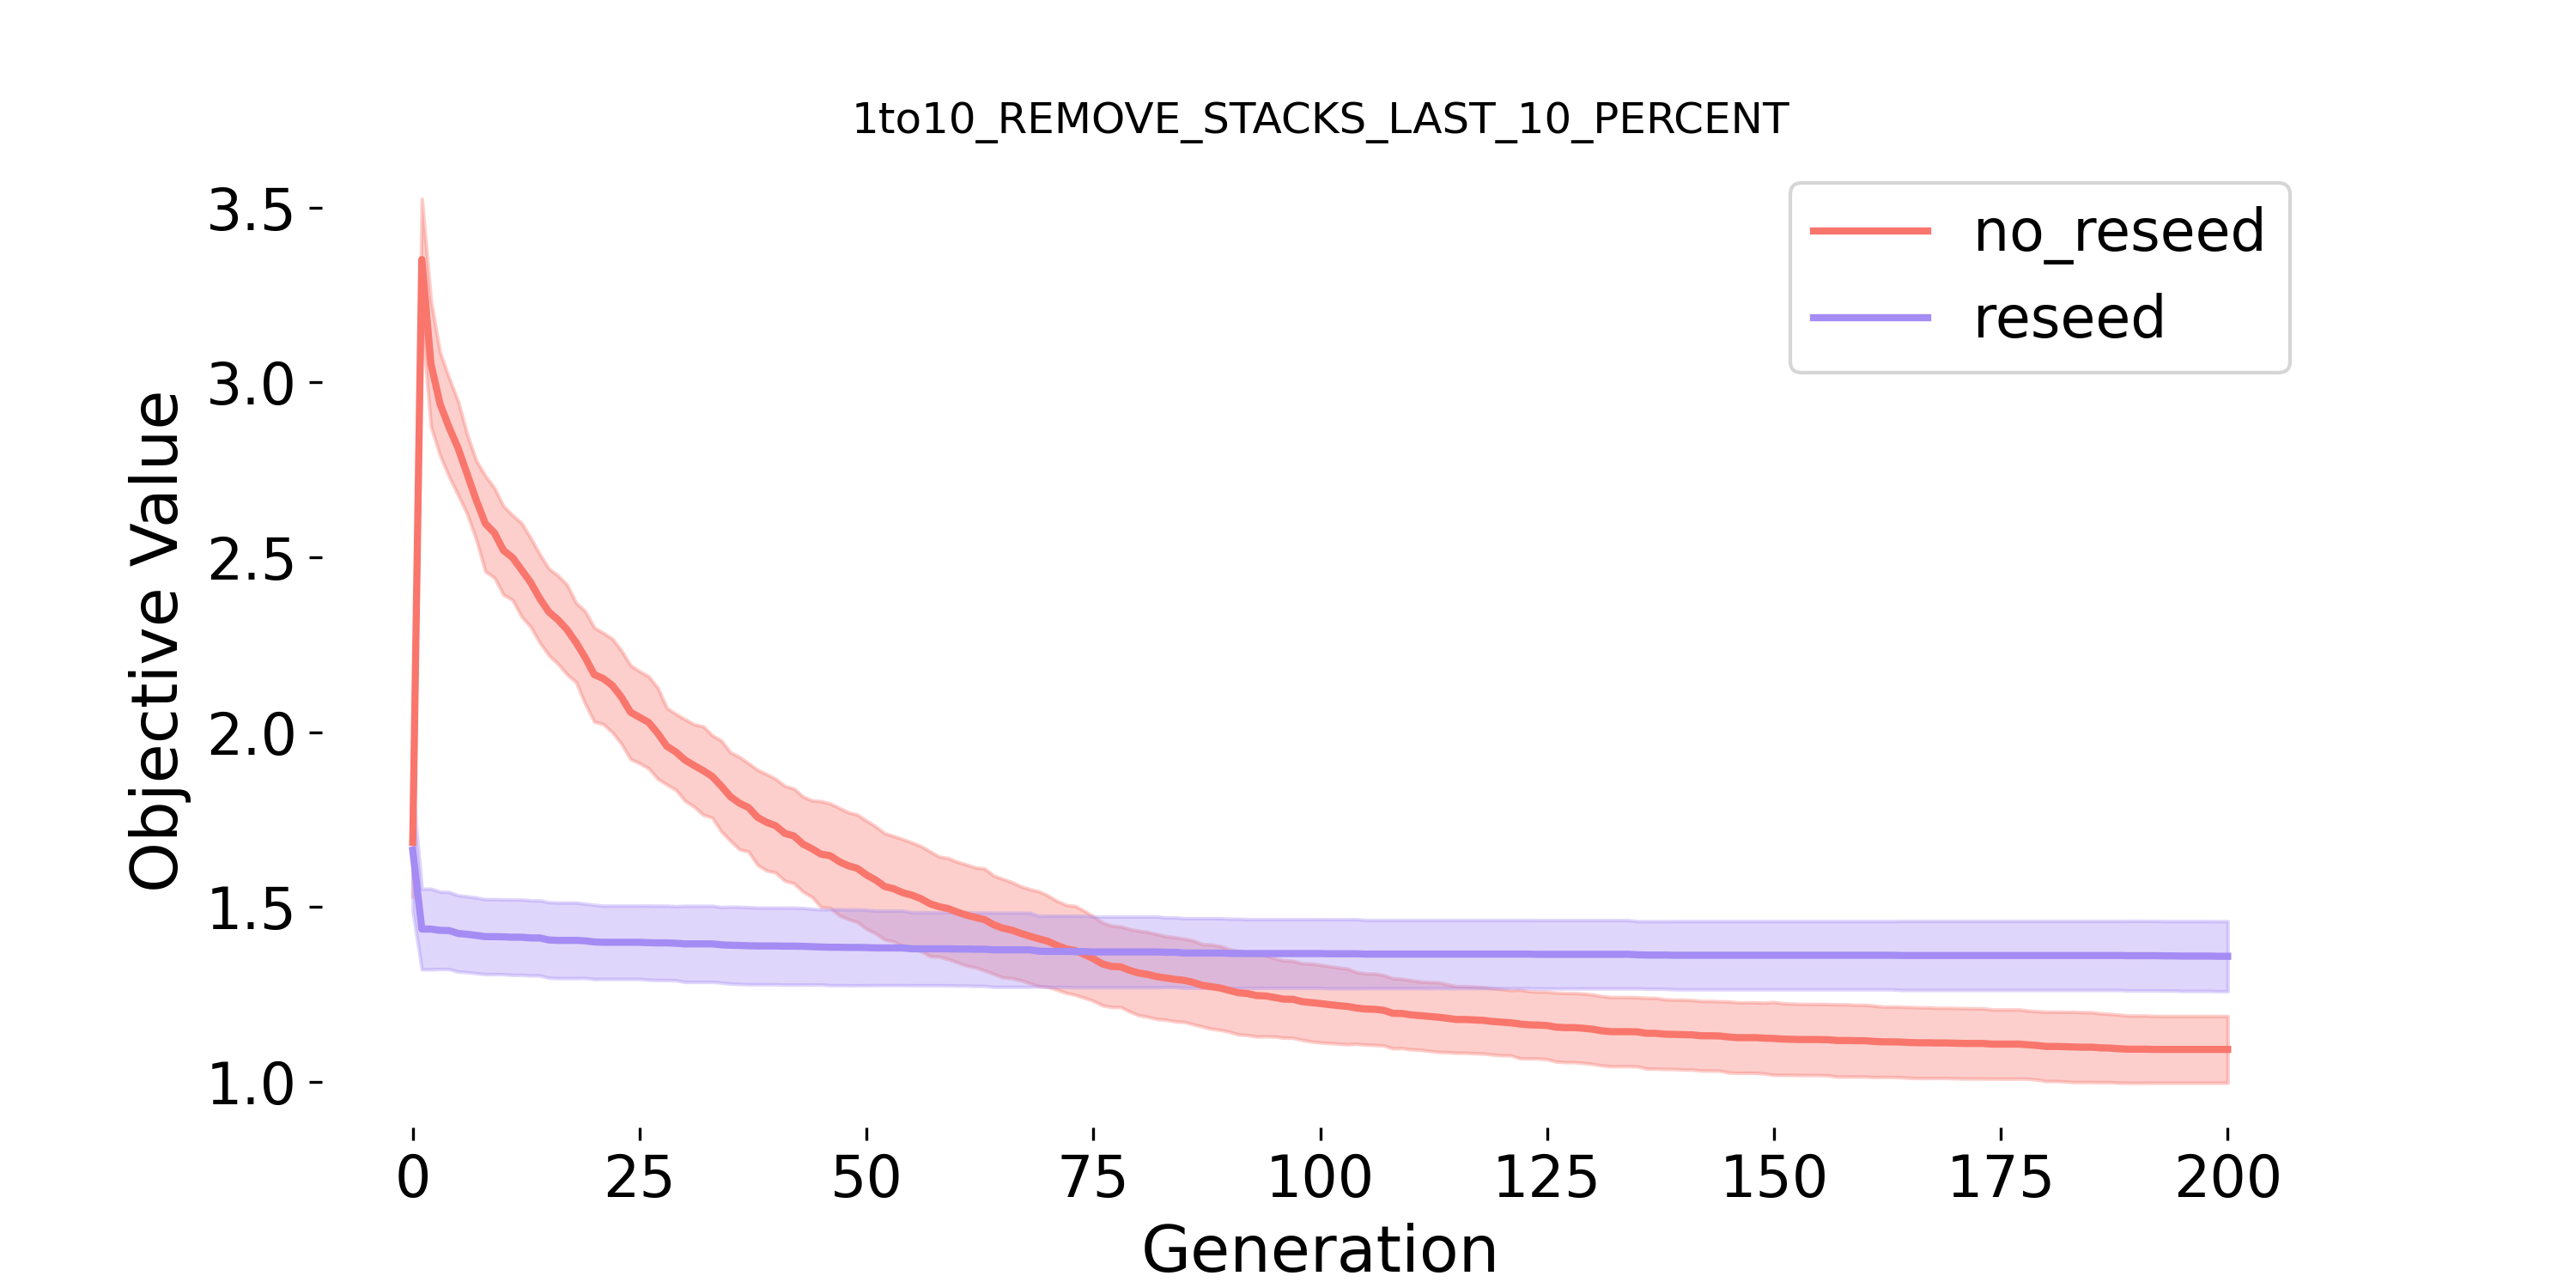 1to10_REMOVE_STACKS_LAST_10_PERCENT
no_reseed
reseed
Objective Value
3.5
3.0
2.5
2.0
1.5
1.0
0 25 50 75 100 125 150 175 200
Generation